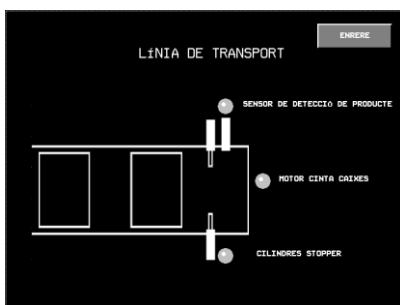 ENRERE
LÍNIA DE TRANSPORT
SENSOR DE DETECCIÓ DE PRODUCTE
MOTOR CINTA CAIXES
CILINDRES STOPPER